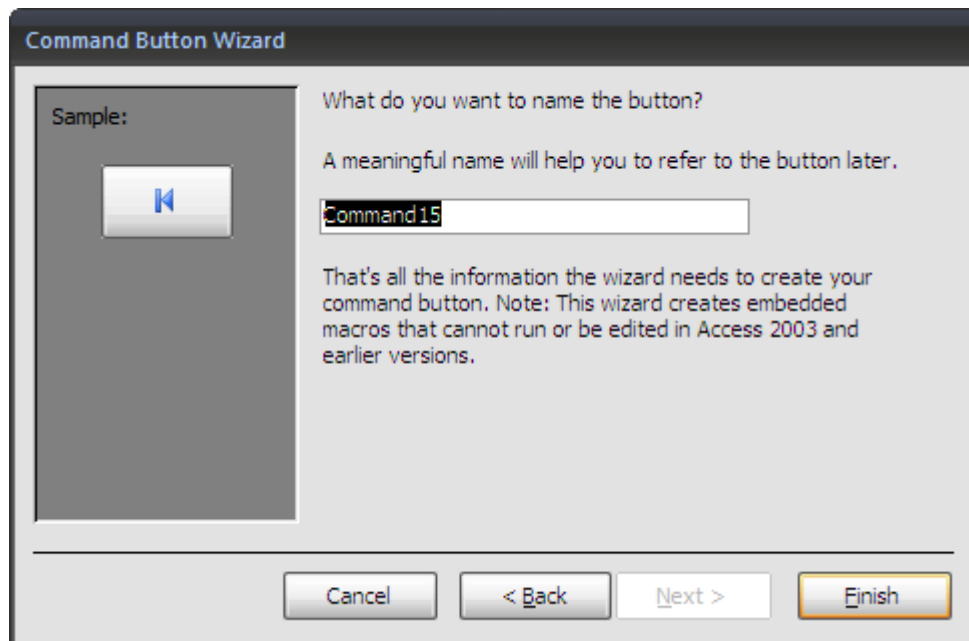 Command Button Wizard
Sample:
What do you want to name the button?
A meaningful name will help you to refer to the button later.
Command15
That's all the information the wizard needs to create your
command button. Note: This wizard creates embedded
macros that cannot run or be edited in Access 2003 and
earlier versions.
Cancel
< Back
Next >
Finish